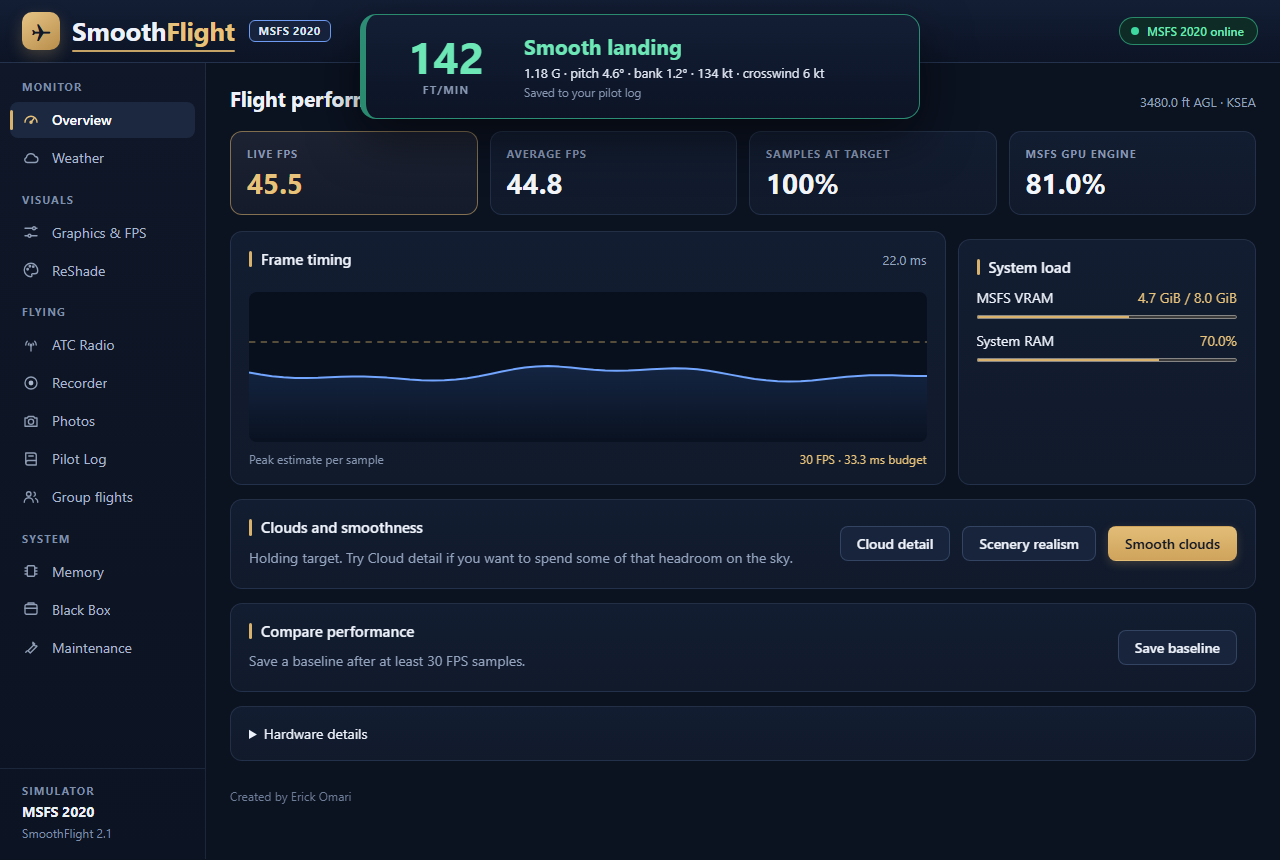 SmoothFlight
MSFS 2020
142
FT/MIN
Smooth landing
1.18 G · pitch 4.6° · bank 1.2° · 134 kt · crosswind 6 kt
Saved to your pilot log
MSFS 2020 online
MONITOR
Overview
Weather
VISUALS
Graphics & FPS
ReShade
FLYING
ATC Radio
Recorder
Photos
Pilot Log
Group flights
SYSTEM
Memory
Black Box
Maintenance
SIMULATOR
MSFS 2020
SmoothFlight 2.1
Flight
3480.0 ft AGL · KSEA
LIVE FPS
45.5
AVERAGE FPS
44.8
SAMPLES AT TARGET
100%
MSFS GPU ENGINE
81.0%
Frame timing
22.0 ms
Peak estimate per sample
30 FPS · 33.3 ms budget
System load
MSFS VRAM
4.7 GiB / 8.0 GiB
System RAM
70.0%
Clouds and smoothness
Holding target. Try Cloud detail if you want to spend some of that headroom on the sky.
Cloud detail
Scenery realism
Smooth clouds
Compare performance
Save a baseline after at least 30 FPS samples.
Save baseline
Hardware details
Created by Erick Omari